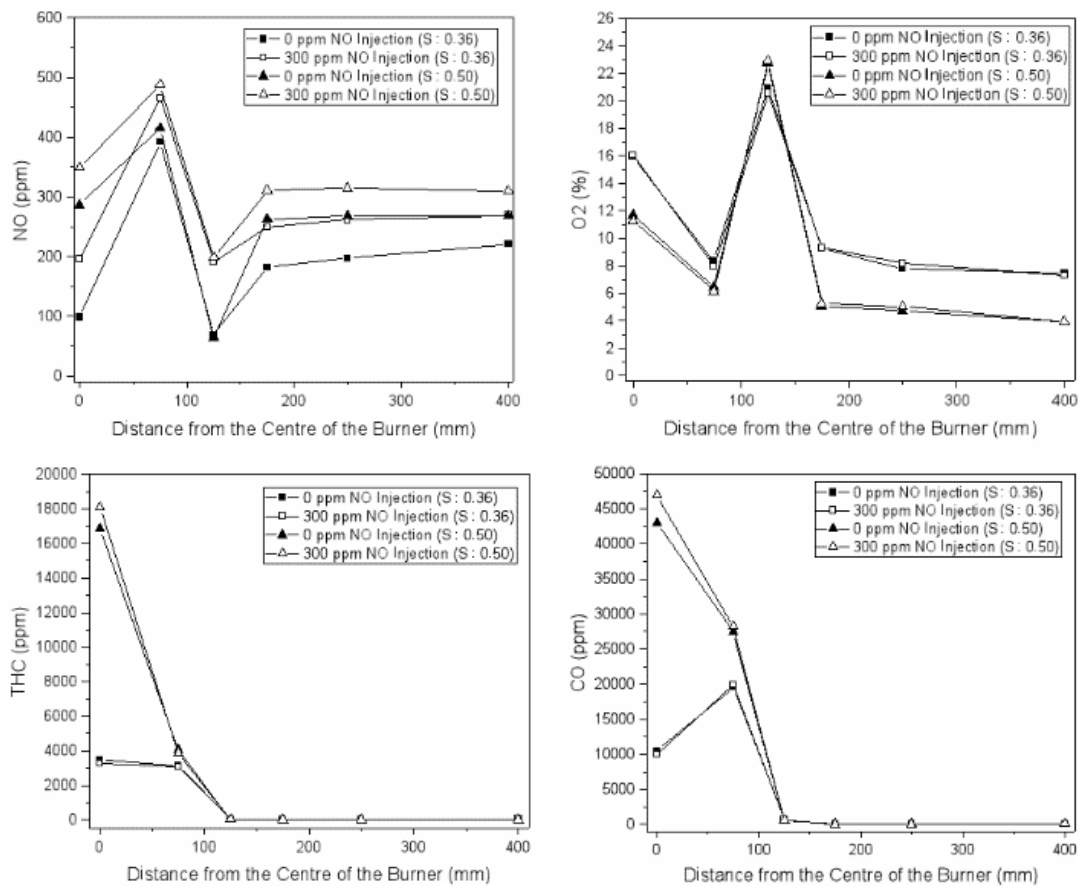 600
500
400
300
200
100
0
NO (ppm)
0 ppm NO Injection (S : 0.36)
300 ppm NO Injection (S : 0.36)
0 ppm NO Injection (S : 0.50)
300 ppm NO Injection (S : 0.50)
0 100 200 300 400
Distance from the Centre of the Burner (mm)
26
24
22
20
18
16
14
12
10
8
6
4
2
0
O2 (%)
0 ppm NO Injection (S : 0.36)
300 ppm NO Injection (S : 0.36)
0 ppm NO Injection (S : 0.50)
300 ppm NO Injection (S : 0.50)
0 100 200 300 400
Distance from the Centre of the Burner (mm)
20000
18000
16000
14000
12000
10000
8000
6000
4000
2000
0
THC (ppm)
0 ppm NO Injection (S : 0.36)
300 ppm NO Injection (S : 0.36)
0 ppm NO Injection (S : 0.50)
300 ppm NO Injection (S : 0.50)
0 100 200 300 400
Distance from the Centre of the Burner (mm)
50000
45000
40000
35000
30000
25000
20000
15000
10000
5000
0
CO (ppm)
0 ppm NO Injection (S : 0.36)
300 ppm NO Injection (S : 0.36)
0 ppm NO Injection (S : 0.50)
300 ppm NO Injection (S : 0.50)
0 100 200 300 400
Distance from the Centre of the Burner (mm)